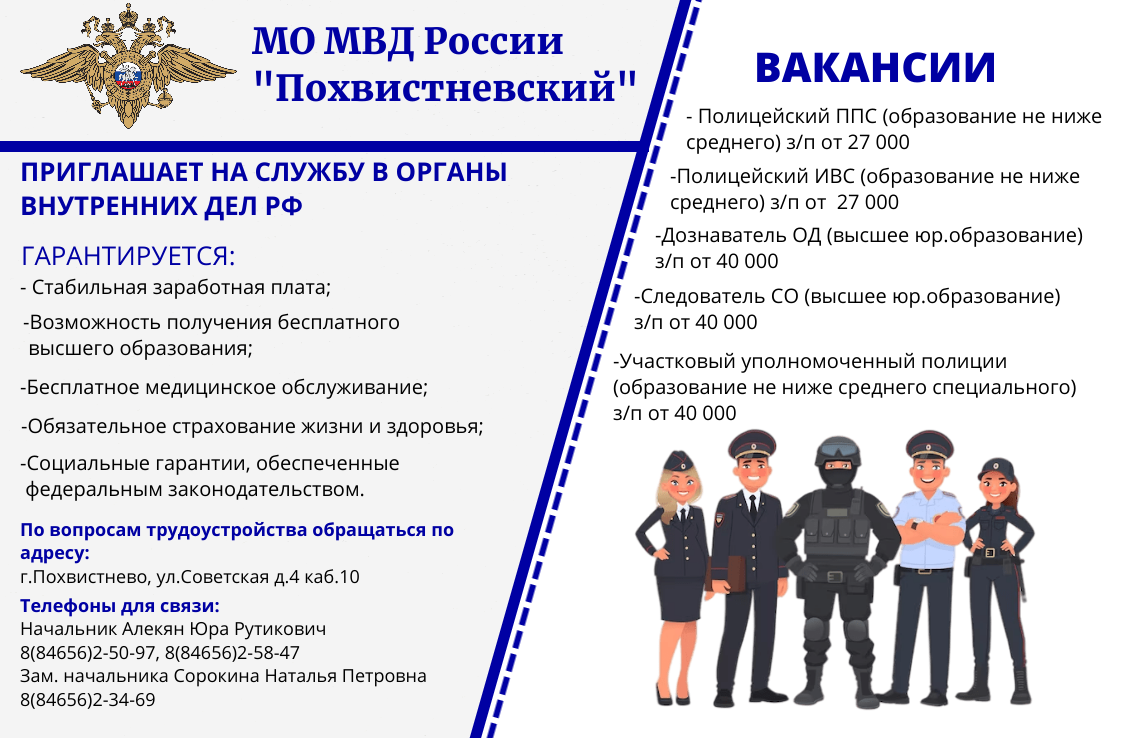 МО МВД России
"Похвистневский"
ПРИГЛАШАЕТ НА СЛУЖБУ В ОРГАНЫ
ВНУТРЕННИХ ДЕЛ РФ
ГАРАНТИРУЕТСЯ:
- Стабильная заработная плата;
-Возможность получения бесплатного
высшего образования;
-Бесплатное медицинское обслуживание;
-Обязательное страхование жизни и здоровья;
-Социальные гарантии, обеспеченные
федеральным законодательством.
По вопросам трудоустройства обращаться по
адресу:
г.Похвистнево, ул.Советская д.4 каб.10
Телефоны для связи:
Начальник Алекян Юра Рутикович
8(84656)2-50-97, 8(84656)2-58-47
Зам. начальника Сорокина Наталья Петровна
8(84656)2-34-69
ВАКАНСИИ
- Полицейский ППС (образование не ниже
среднего) з/п от 27 000
-Полицейский ИВС (образование не ниже
среднего) з/п от  27 000
-Дознаватель ОД (высшее юр.образование)
з/п от 40 000
-Следователь СО (высшее юр.образование)
з/п от 40 000
-Участковый уполномоченный полиции
(образование не ниже среднего специального)
з/п от 40 000